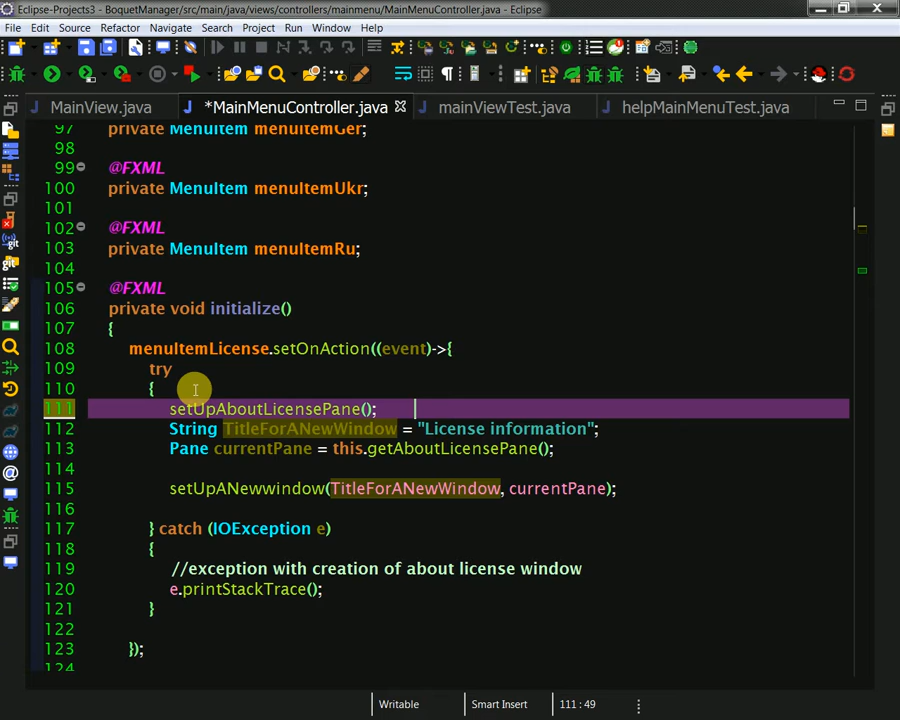 Eclipse-Projects3 - BoquetManager/src/main/java/views/controllers/mainmenu/MainMenuController.java - Eclipse
File Edit Source Refactor Navigate Search Project Run Window Help
MainView.java *MainMenuController.java mainViewTest.java helpMainMenuTest.java
97 private MenuItem menuItemGer;
98
99 @FXML
100 private MenuItem menuItemUkr;
101
102 @FXML
103 private MenuItem menuItemRu;
104
105 @FXML
106 private void initialize()
107 {
108 menuItemLicense.setOnAction((event)->{
109 try
110 {
111 setUpAboutLicensePane();
112 String TitleForANewWindow = "License information";
113 Pane currentPane = this.getAboutLicensePane();
114
115 setUpANewwindow(TitleForANewWindow, currentPane);
116
117 } catch (IOException e)
118 {
119 //exception with creation of about license window
120 e.printStackTrace();
121 }
122
123 });
124
Writable Smart Insert 111 : 49